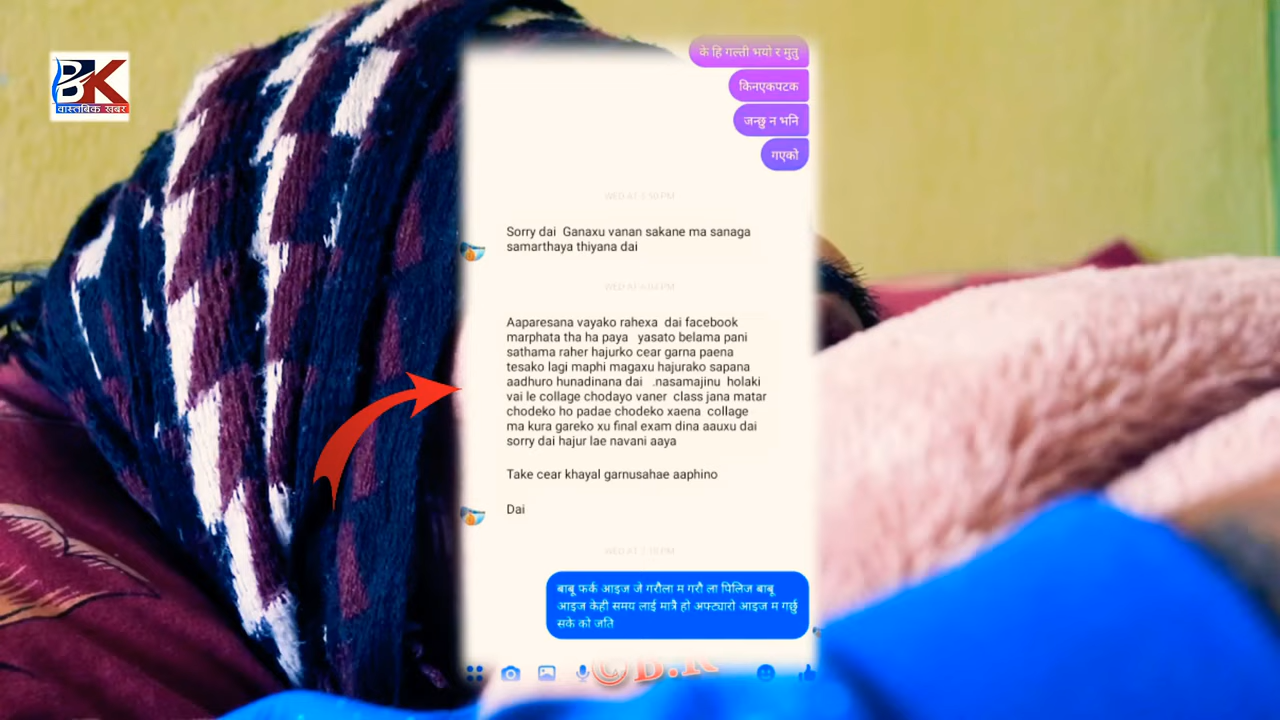 BK
वास्तबिक खबर
के हि गल्ती भयो र मुतु
किनएकपटक
जन्छु न भनि
गएको
Sorry dai Ganaxu vanan sakane ma sanaga
samarthaya thiyana dai
Aaparesana vayako rahexa dai facebook
marphata tha ha paya yasato belama pani
sathama raher hajurko cear garna paena
tesako lagi maphi magaxu hajurako sapana
aadhuro hunadinana dai .nasamajinu holaki
vai le collage chodayo vaner class jana matar
chodeko ho padae chodeko xaena collage
ma kura gareko xu final exam dina aauxu dai
sorry dai hajur lae navani aaya
Take cear khayal garnusahae aaphino
Dai
बाबू फर्क आइज जे गरौला म गरौ ला पिलिज बाबू
आइज केही समय लाई मात्रै हो अफ्ट्यारो आइज म गर्छु
सके को जति
©B.K